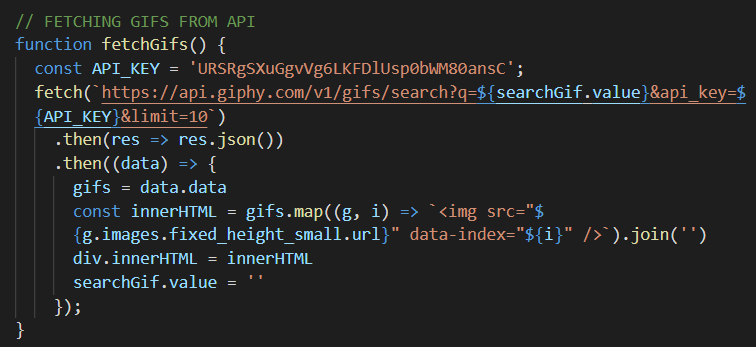 // FETCHING GIFS FROM API
function fetchGifs() {
const API_KEY = 'URSRgSXuGgvVg6LKFDlUsp0bWM80ansC';
fetch(`https://api.giphy.com/v1/gifs/search?q=${searchGif.value}&api_key=$
{API_KEY}&limit=10`)
.then(res => res.json())
.then((data) => {
gifs = data.data
const innerHTML = gifs.map((g, i) => `<img src="$
{g.images.fixed_height_small.url}" data-index="${i}" />`).join('')
div.innerHTML = innerHTML
searchGif.value = ''
});
}